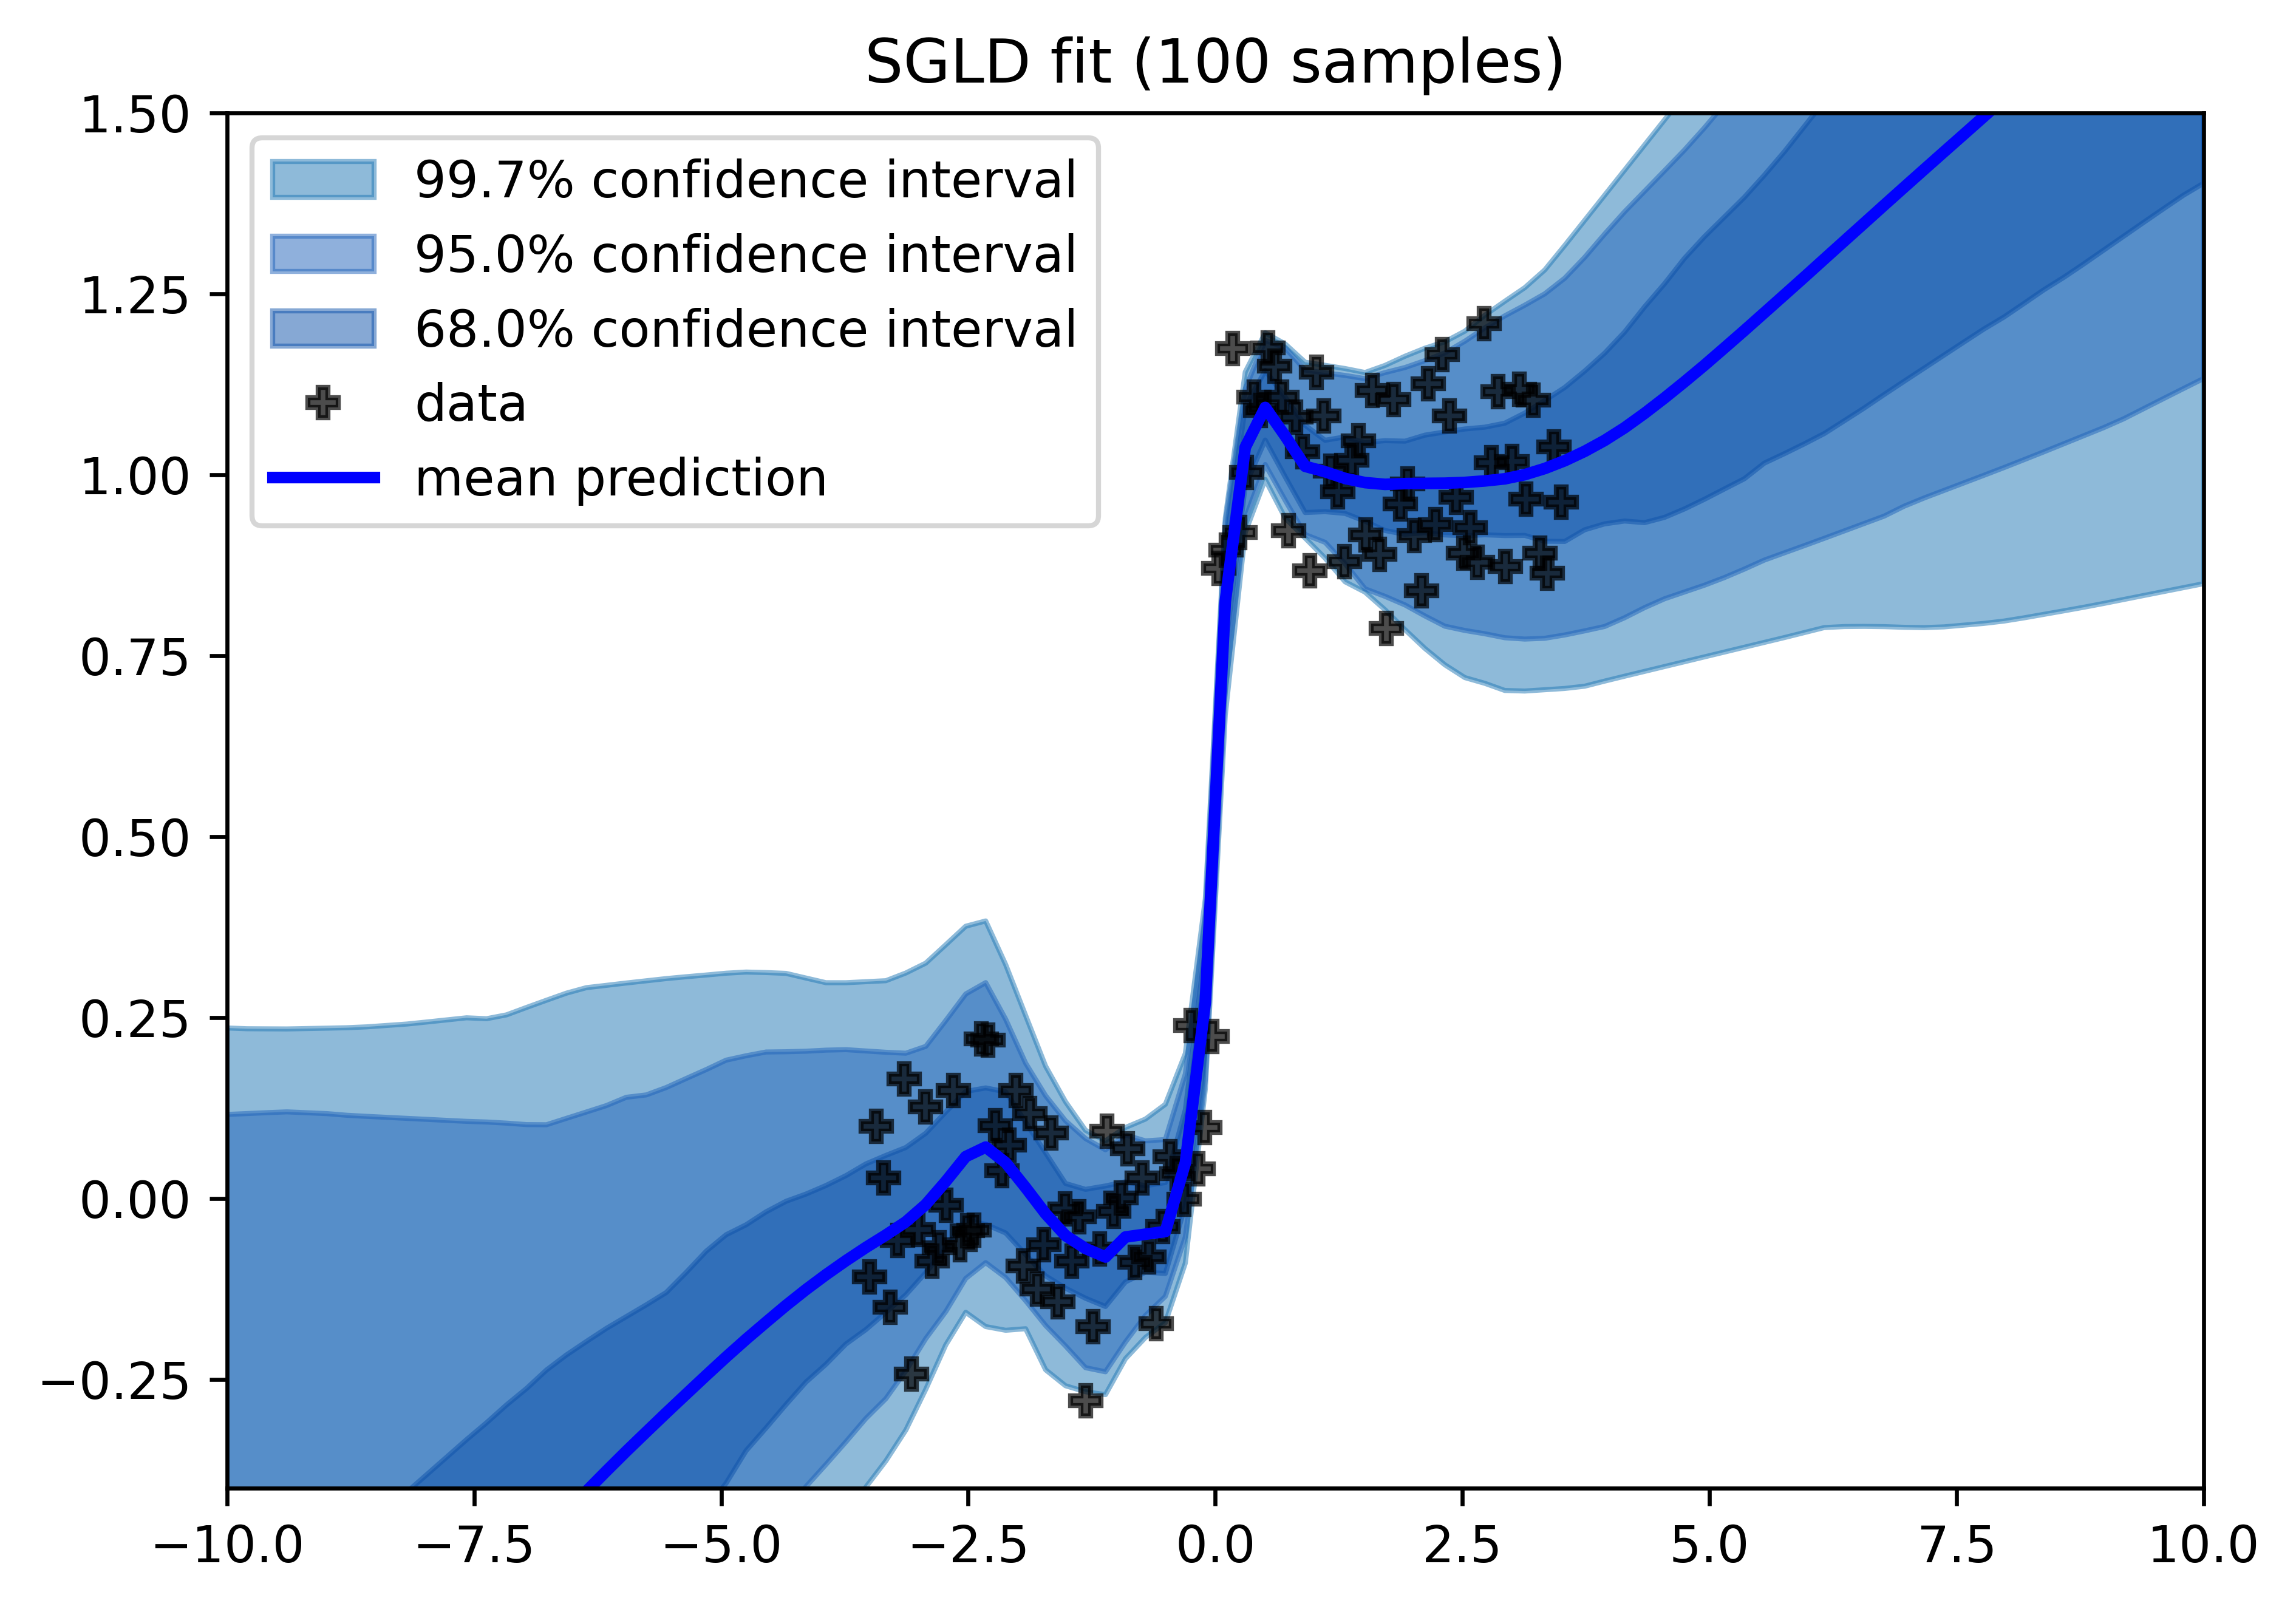 SGLD fit (100 samples)
99.7% confidence interval
95.0% confidence interval
68.0% confidence interval
data
mean prediction
1.50
1.25
1.00
0.75
0.50
0.25
0.00
−0.25
−10.0 −7.5 −5.0 −2.5 0.0 2.5 5.0 7.5 10.0